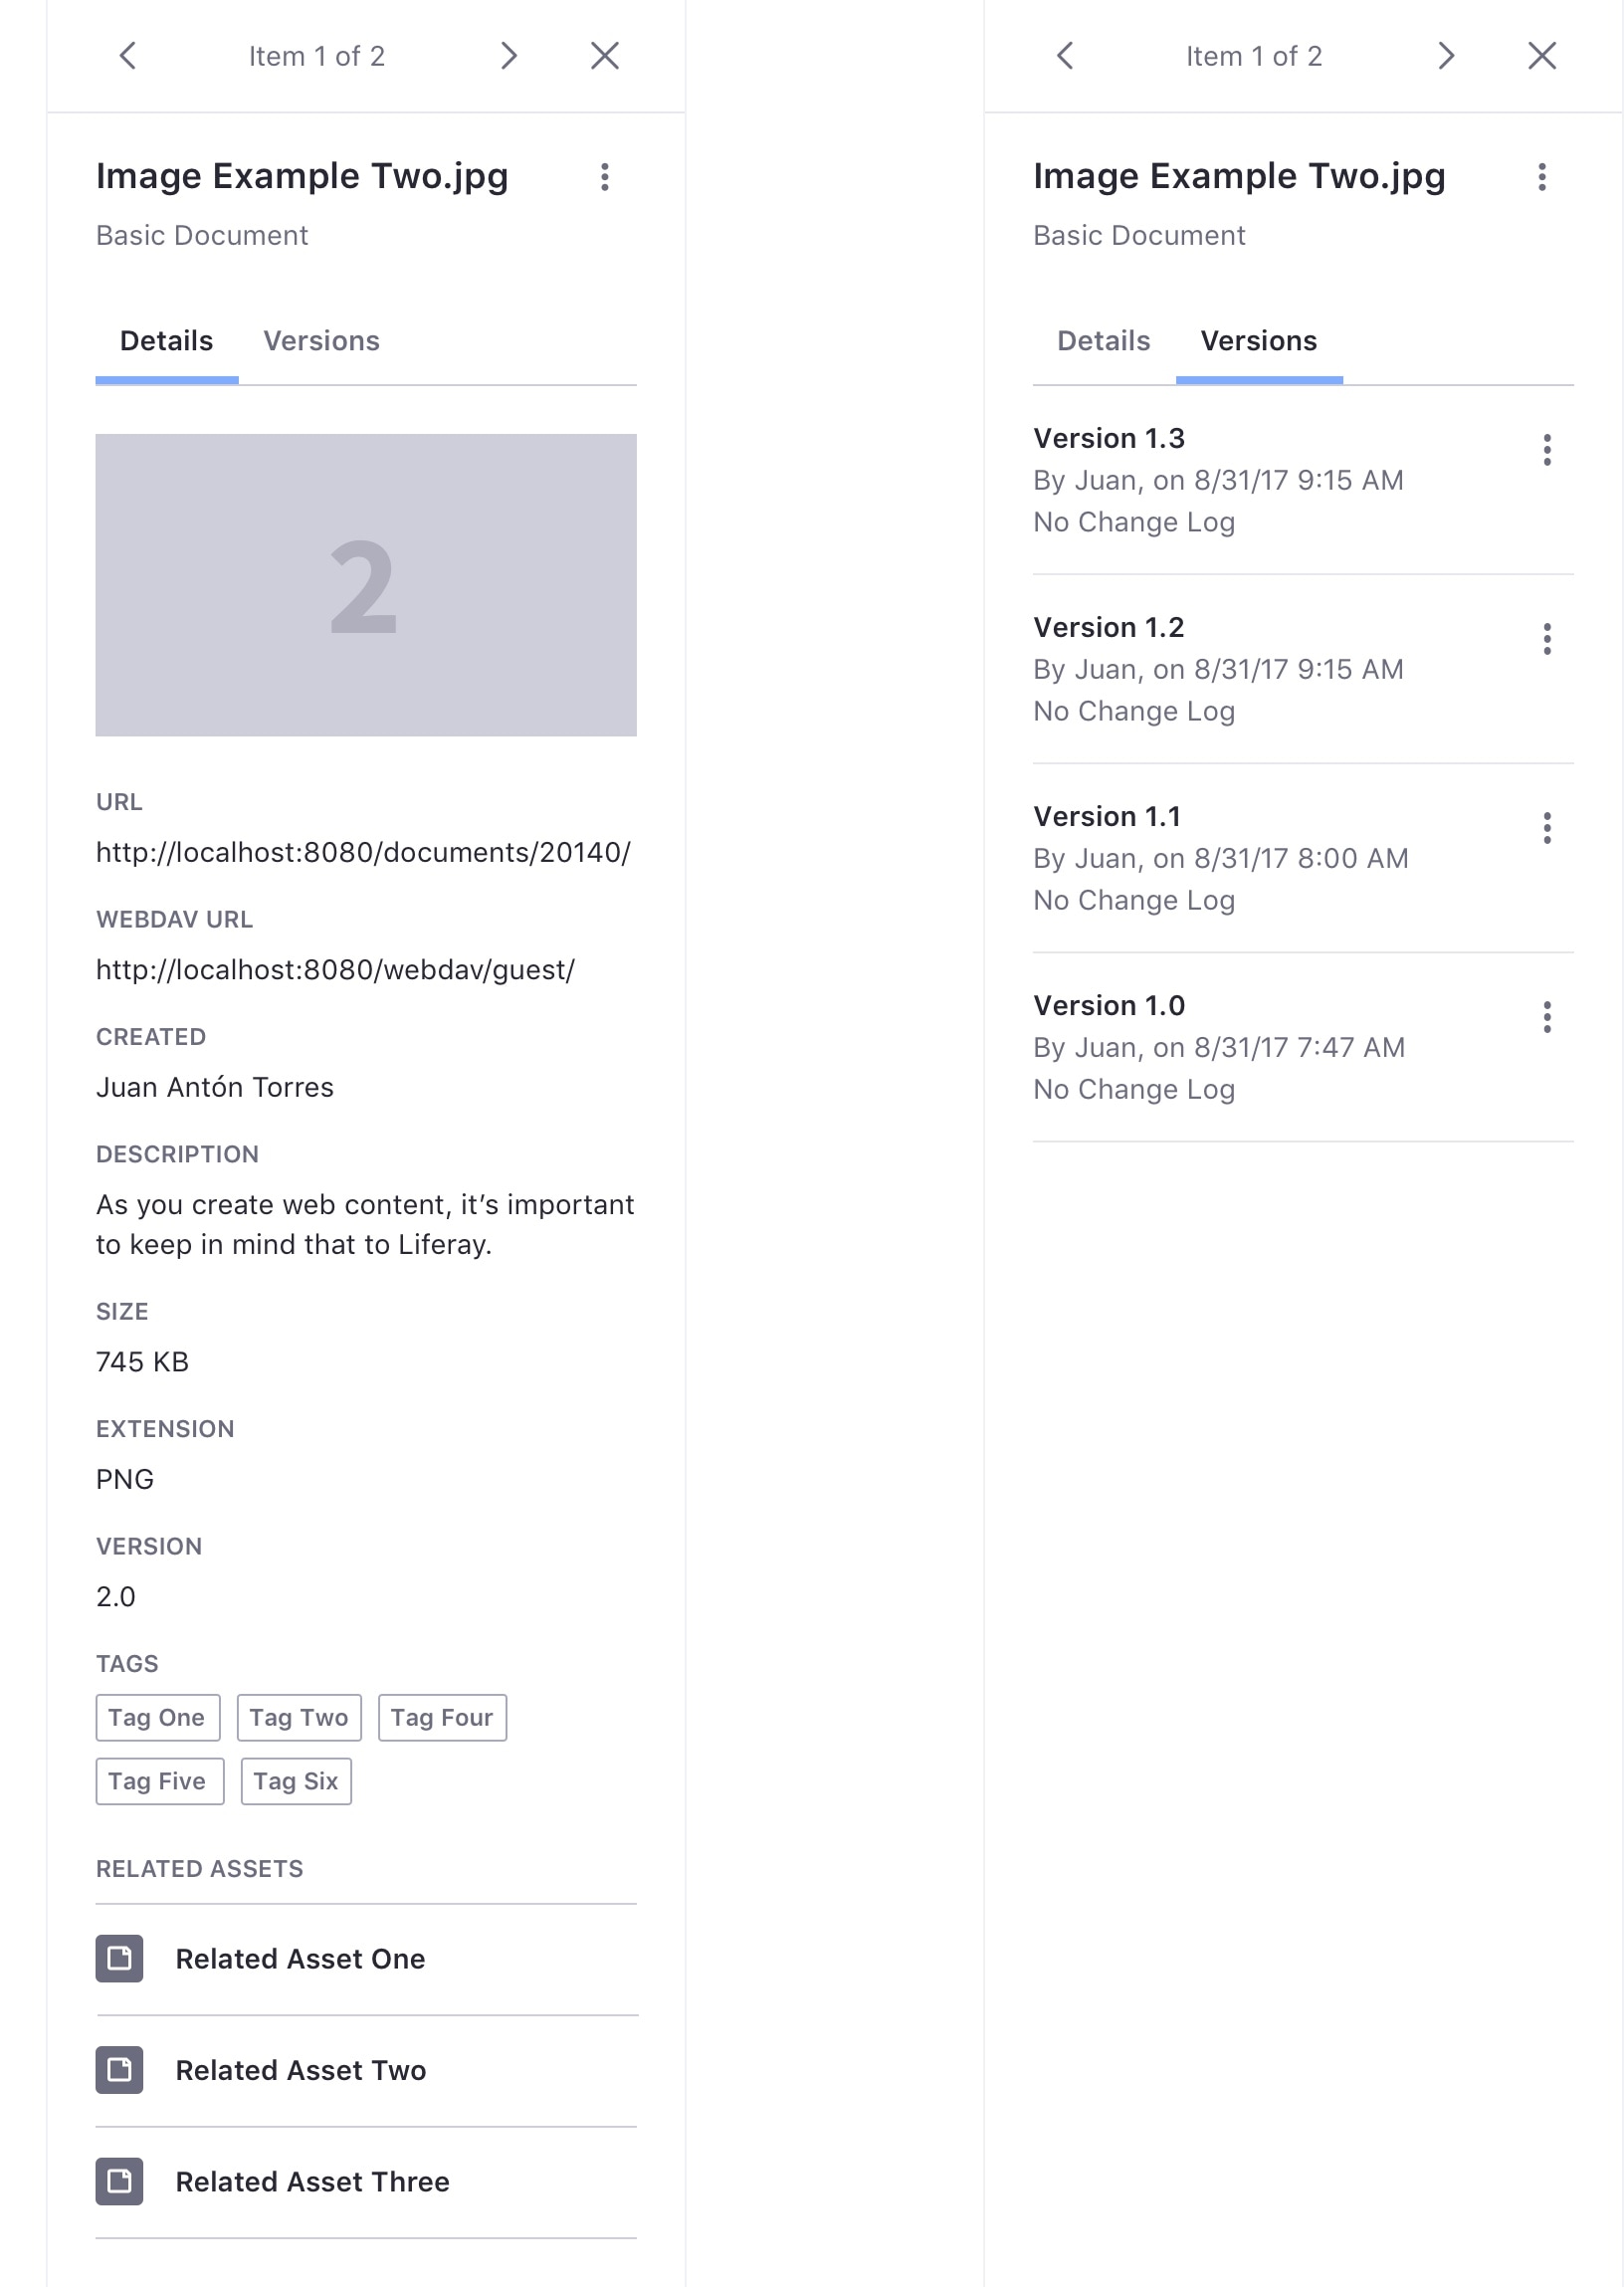 Item 1 of 2
Image Example Two.jpg
Basic Document
Details Versions
2
URL
http://localhost:8080/documents/20140/
WEBDAV URL
http://localhost:8080/webdav/guest/
CREATED
Juan Antón Torres
DESCRIPTION
As you create web content, it’s important
to keep in mind that to Liferay.
SIZE
745 KB
EXTENSION
PNG
VERSION
2.0
TAGS
Tag One Tag Two Tag Four
Tag Five Tag Six
RELATED ASSETS
Related Asset One
Related Asset Two
Related Asset Three
Item 1 of 2
Image Example Two.jpg
Basic Document
Details Versions
Version 1.3
By Juan, on 8/31/17 9:15 AM
No Change Log
Version 1.2
By Juan, on 8/31/17 9:15 AM
No Change Log
Version 1.1
By Juan, on 8/31/17 8:00 AM
No Change Log
Version 1.0
By Juan, on 8/31/17 7:47 AM
No Change Log